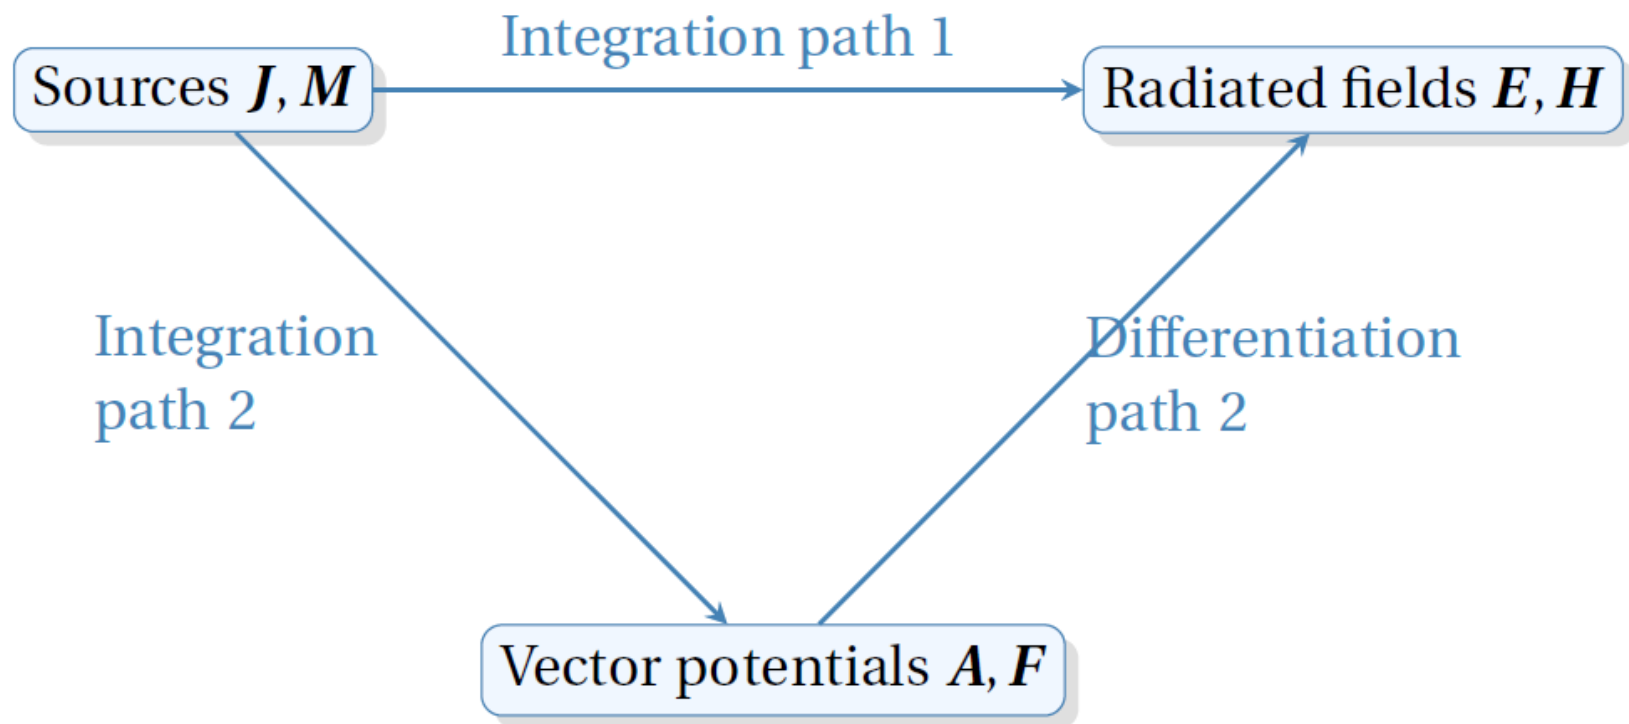 Integration path 1
Sources J, M
Radiated fields E, H
Integration
path 2
Differentiation
path 2
Vector potentials A, F